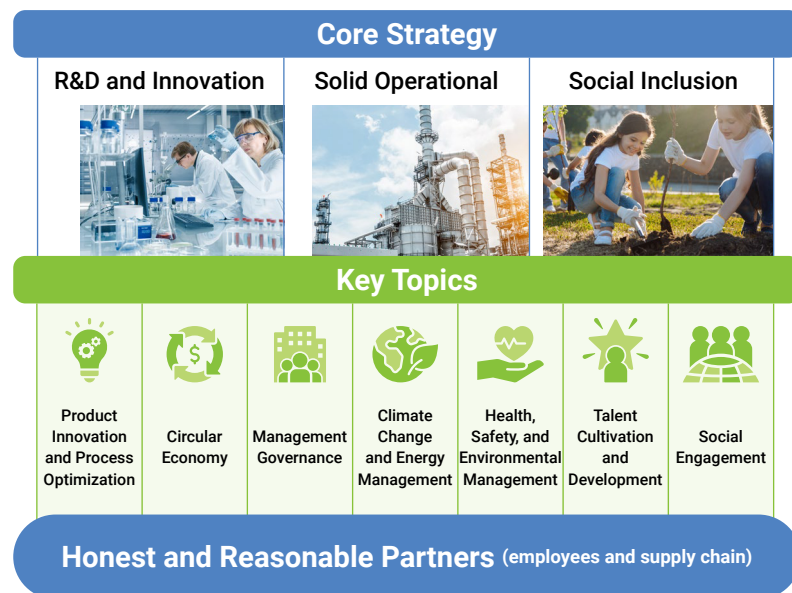 Core Strategy
R&D and Innovation
Solid Operational
Social Inclusion
Key Topics
$
Product
Innovation
and Process
Optimization
Circular
Economy
Management
Governance
Climate
Change
and Energy
Management
Health,
Safety, and
Environmental
Management
Talent
Cultivation
and
Development
Social
Engagement
Honest and Reasonable Partners (employees and supply chain)